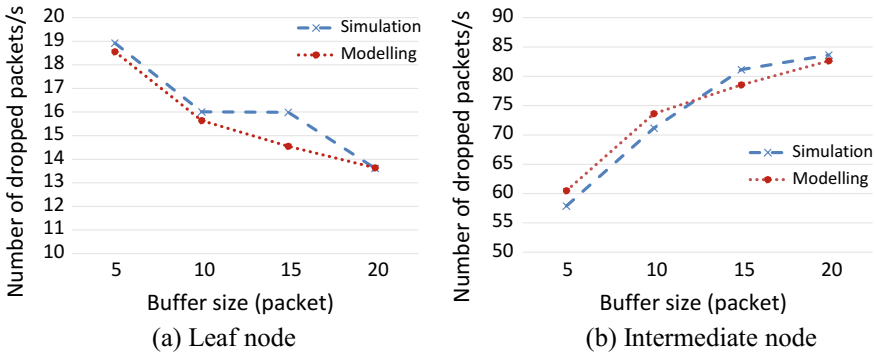 Number of dropped packets/s
20
19
18
17
16
15
14
13
12
11
10
5
10
15
20
Buffer size (packet)
Simulation
Modelling
(a) Leaf node
Number of dropped packets/s
90
85
80
75
70
65
60
55
50
5
10
15
20
Buffer size (packet)
Simulation
Modelling
(b) Intermediate node